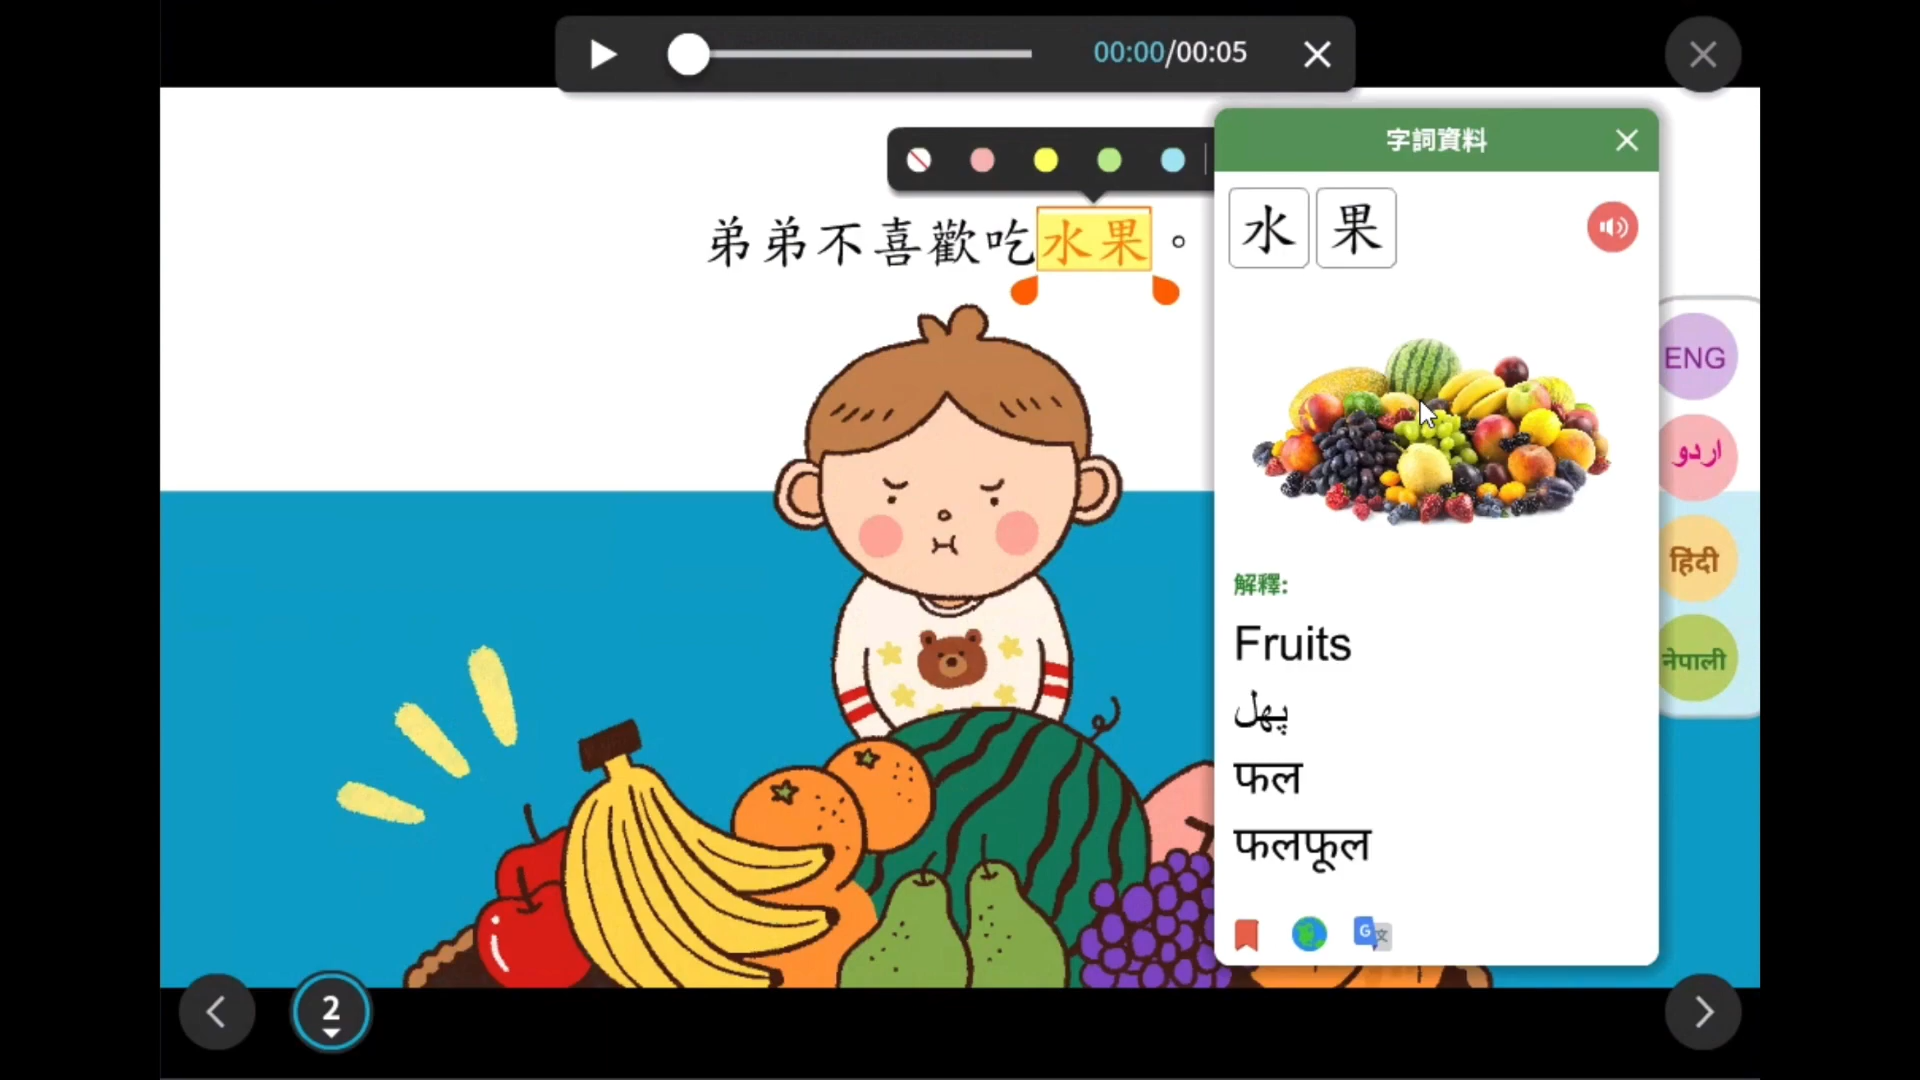 00:00/00:05
弟弟不喜歡吃水果。
字詞資料
水果
解釋:
Fruits
پھل
फल
फलफूल
ENG
اردو
हिंदी
नेपाली
2